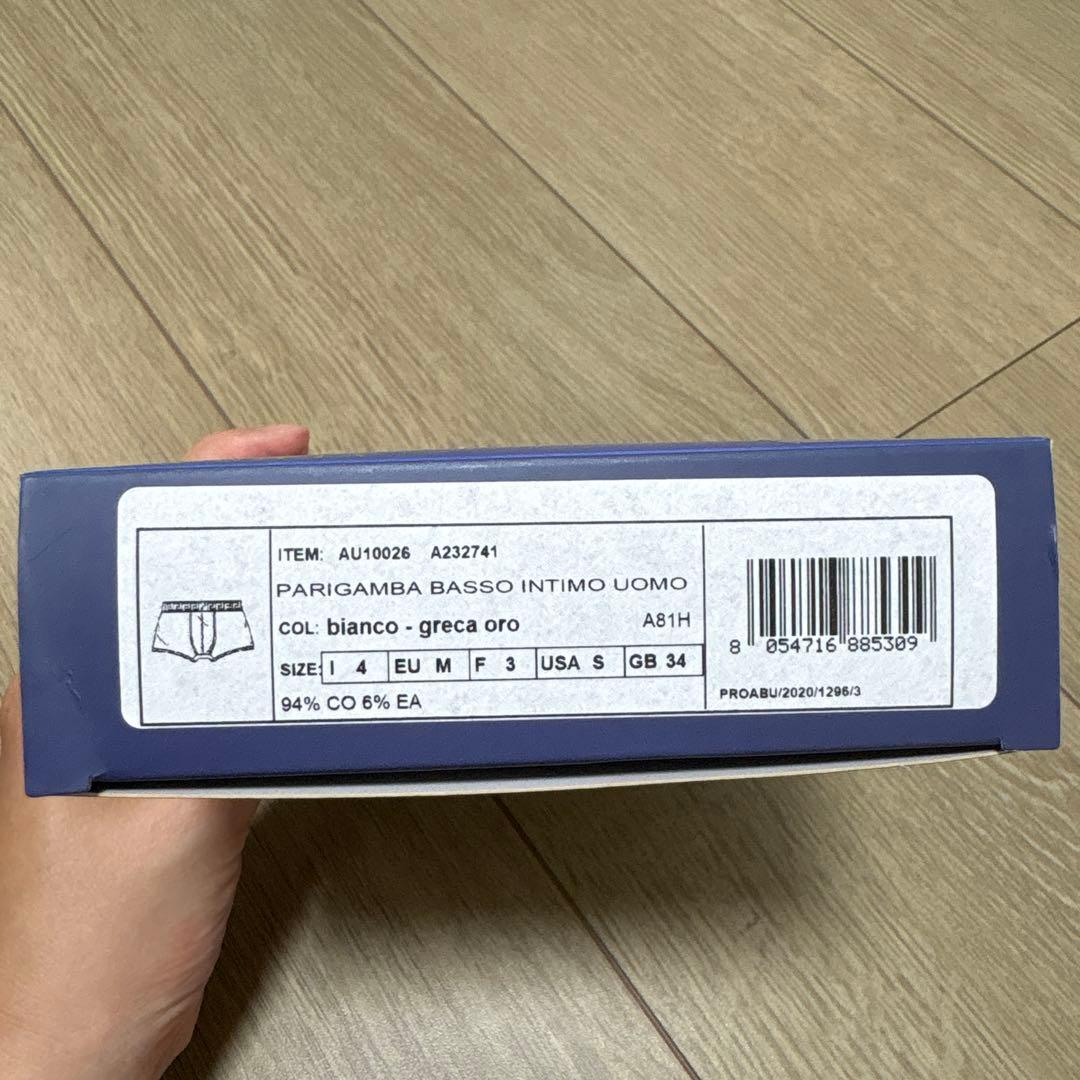 ITEM: AU10026 A232741
PARIGAMBA BASSO INTIMO UOMO
COL: bianco - greca oro A81H
SIZE: I 4 EU M F 3 USA S GB 34
94% CO 6% EA
8 054716 885309
PROABU/2020/1296/3